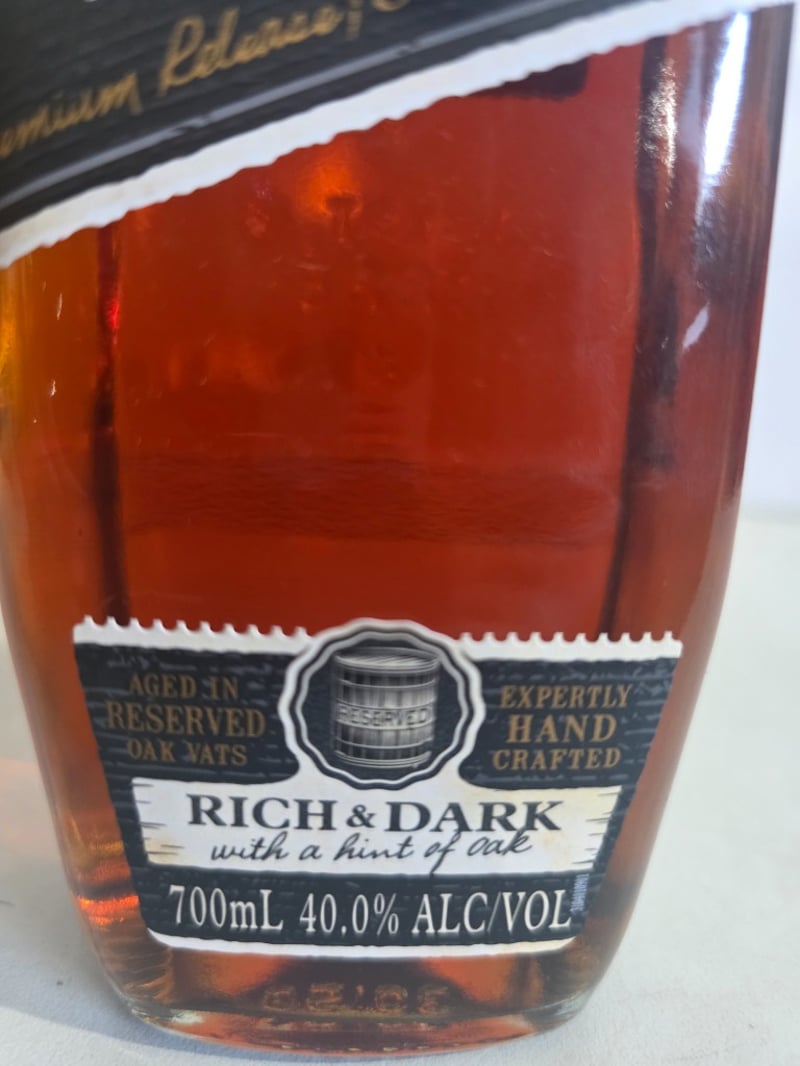 Release
AGED IN
RESERVED
OAK VATS
RESERVED
EXPERTLY
HAND
CRAFTED
RICH & DARK
with a hint of oak
700mL 40.0% ALC/VOL